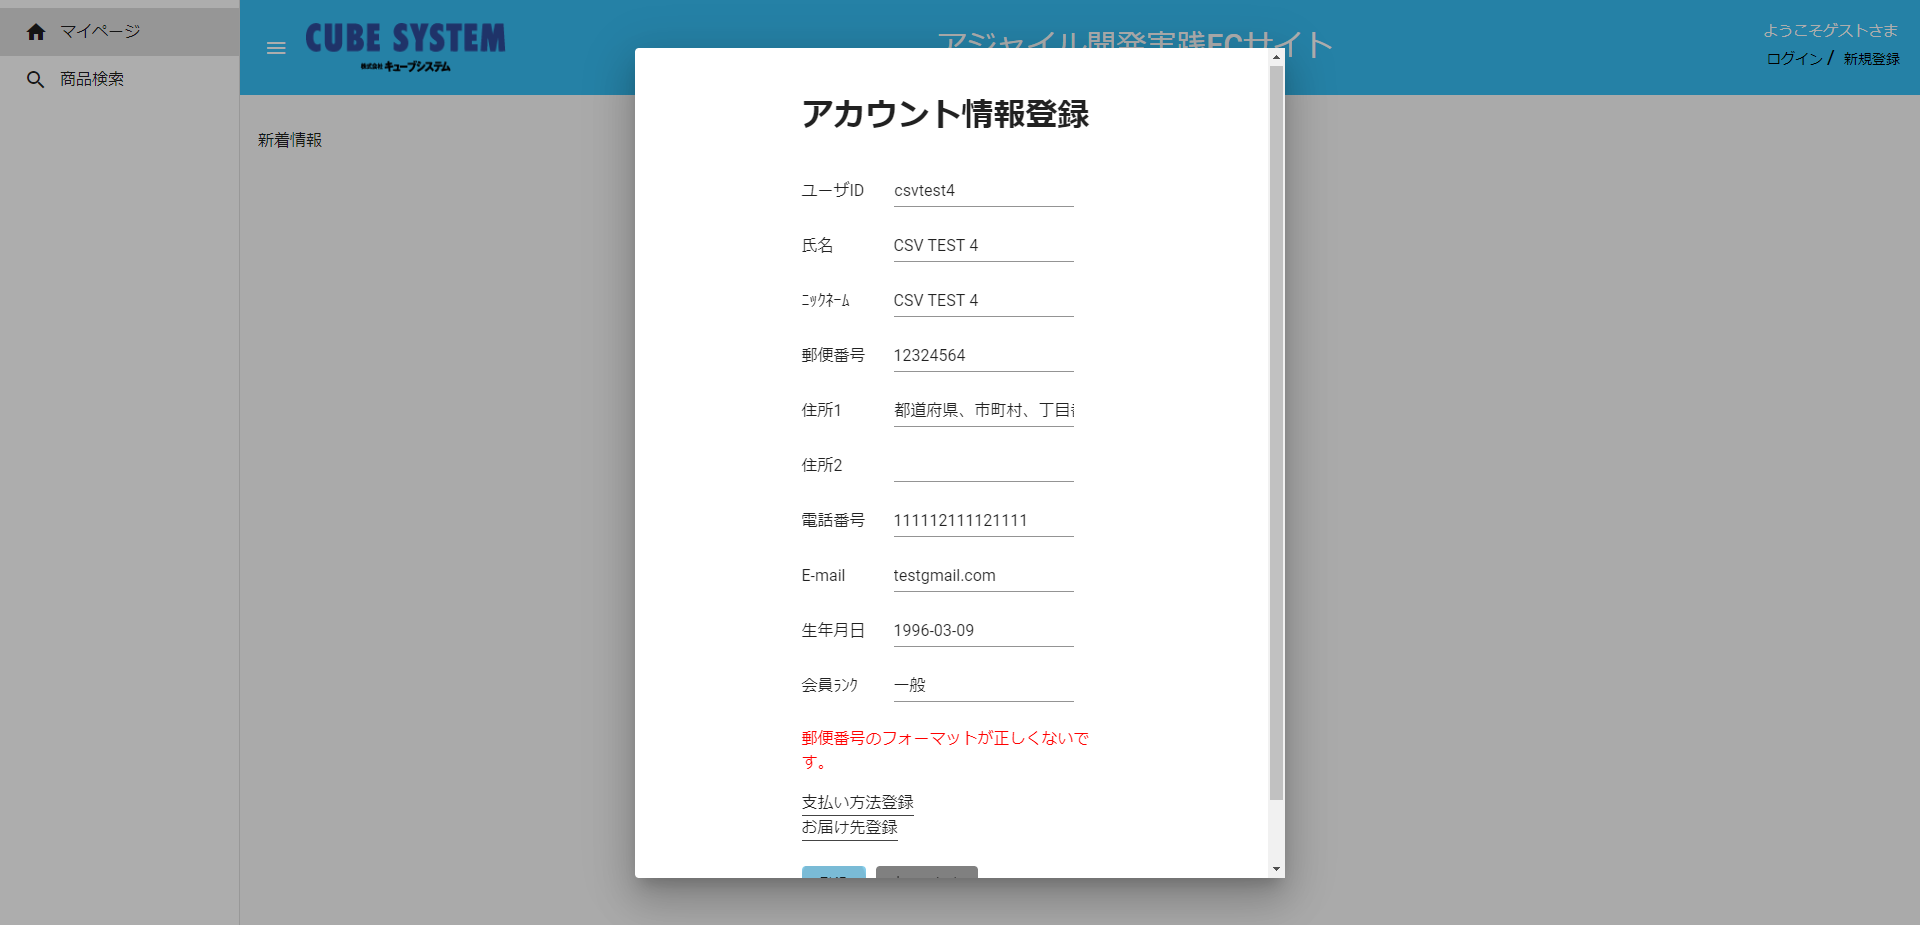 マイページ
商品検索
CUBE SYSTEM
株式会社 キューブシステム
アジャイル開発実践ECサイト
ようこそゲストさま
ログイン / 新規登録
新着情報
アカウント情報登録
ユーザID csvtest4
氏名 CSV TEST 4
ﾆｯｸﾈｰﾑ CSV TEST 4
郵便番号 12324564
住所1 都道府県、市町村、丁目
住所2
電話番号 111112111121111
E-mail testgmail.com
生年月日 1996-03-09
会員ﾗﾝｸ 一般
郵便番号のフォーマットが正しくないで
す。
支払い方法登録
お届け先登録